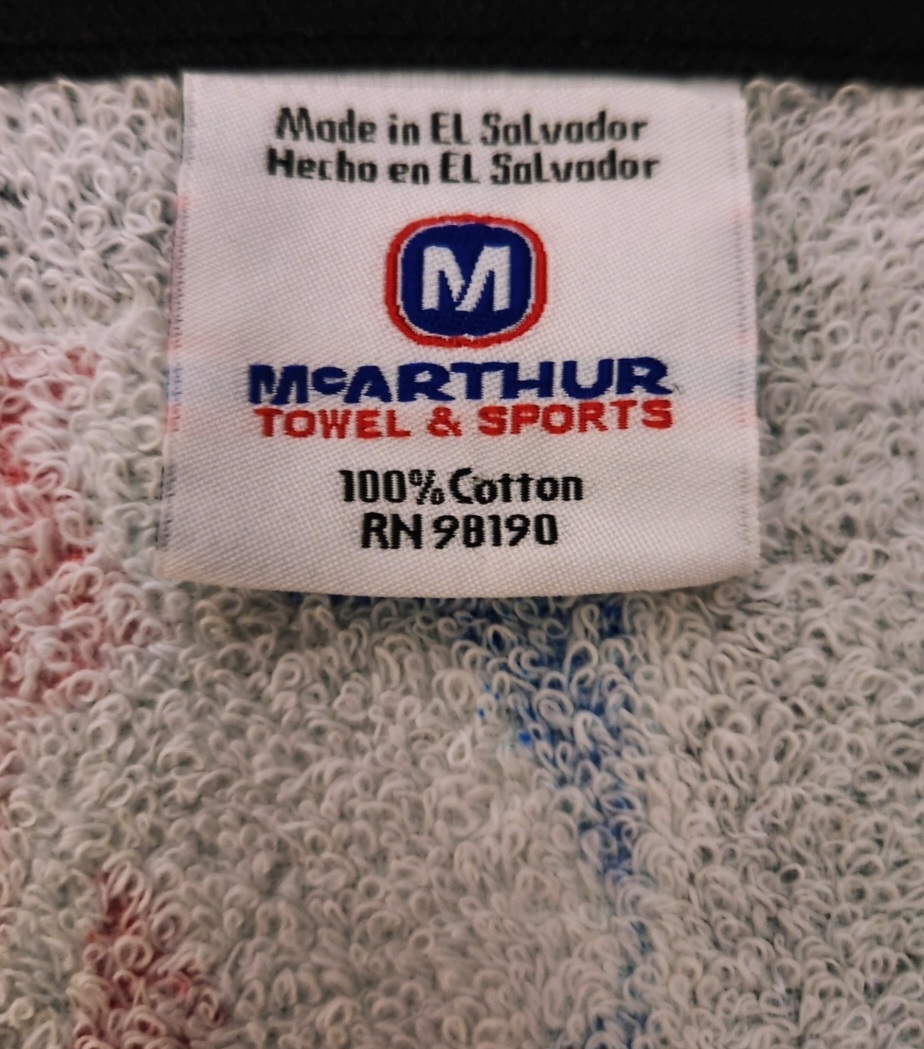 Made in El Salvador
Hecho en El Salvador
M
McARTHUR
TOWEL & SPORTS
100% Cotton
RN 98190